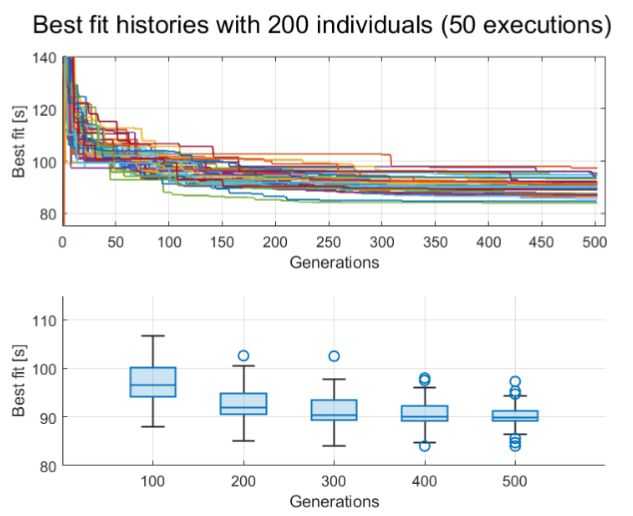 Best fit histories with 200 individuals (50 executions)
140
120
100
80
Best fit [s]
0 50 100 150 200 250 300 350 400 450 500
Generations
110
100
90
80
Best fit [s]
100 200 300 400 500
Generations